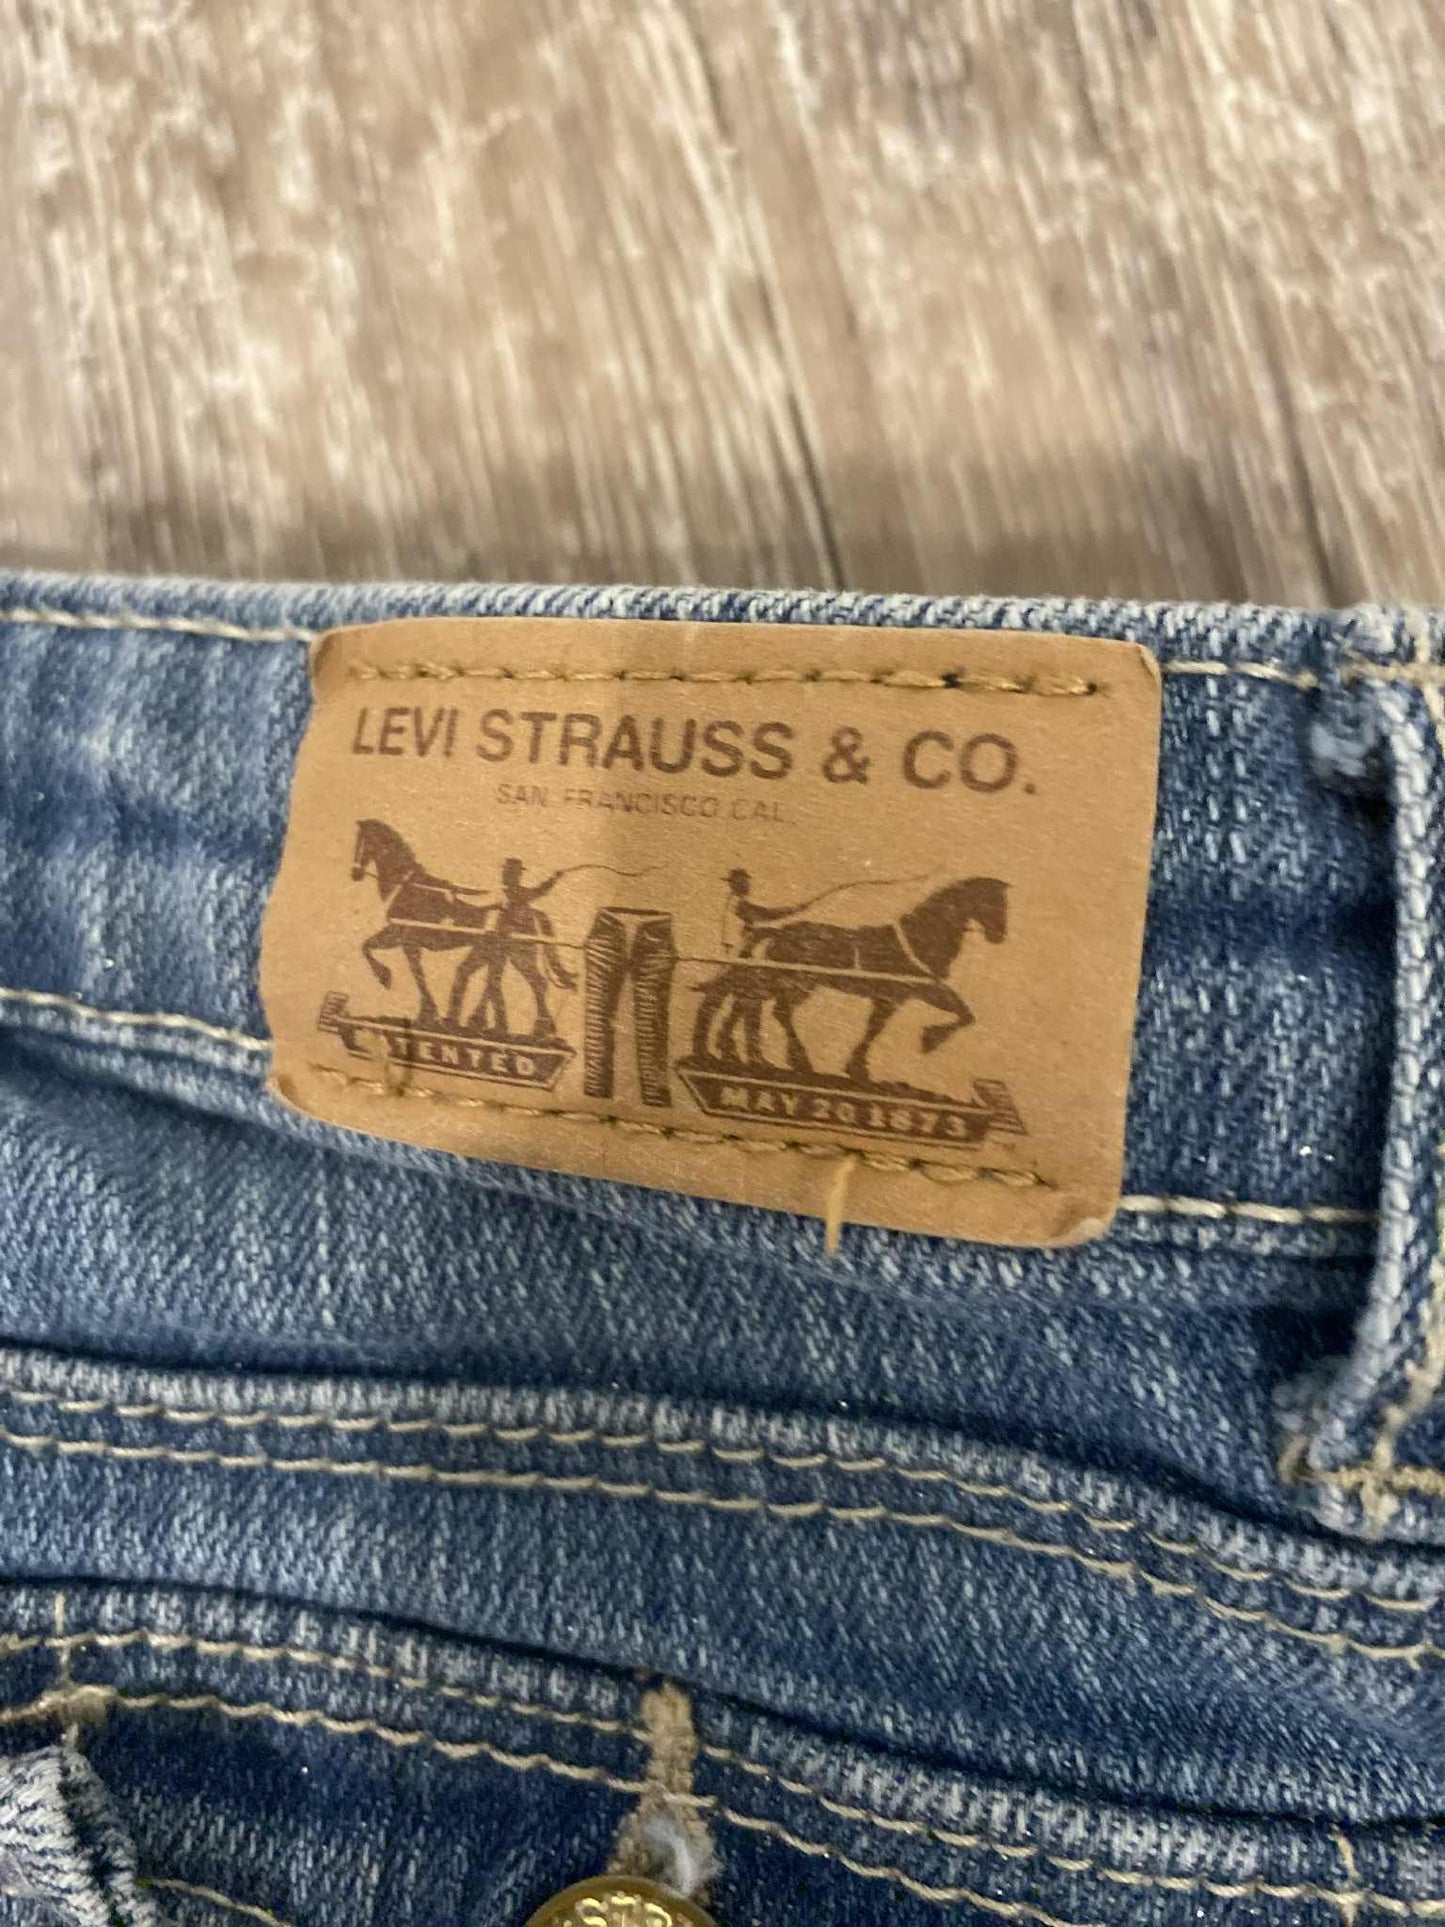 LEVI STRAUSS & CO.
SAN FRANCISCO CAL.
MAY 20 1873